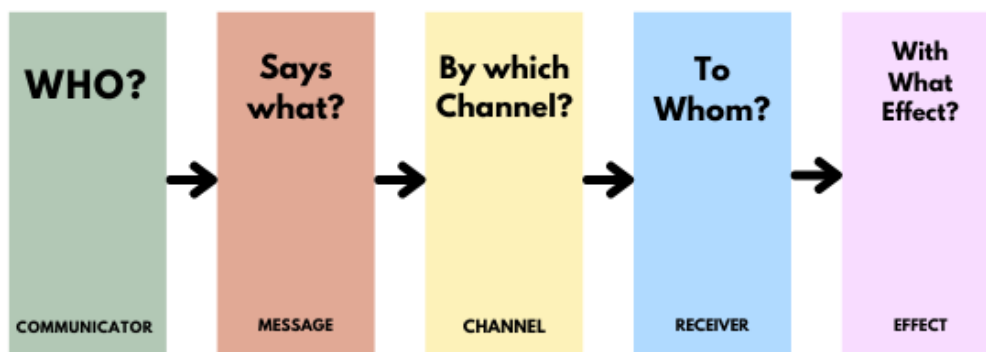 WHO?
COMMUNICATOR
Says
what?
MESSAGE
By which
Channel?
CHANNEL
To
Whom?
RECEIVER
With
What
Effect?
EFFECT